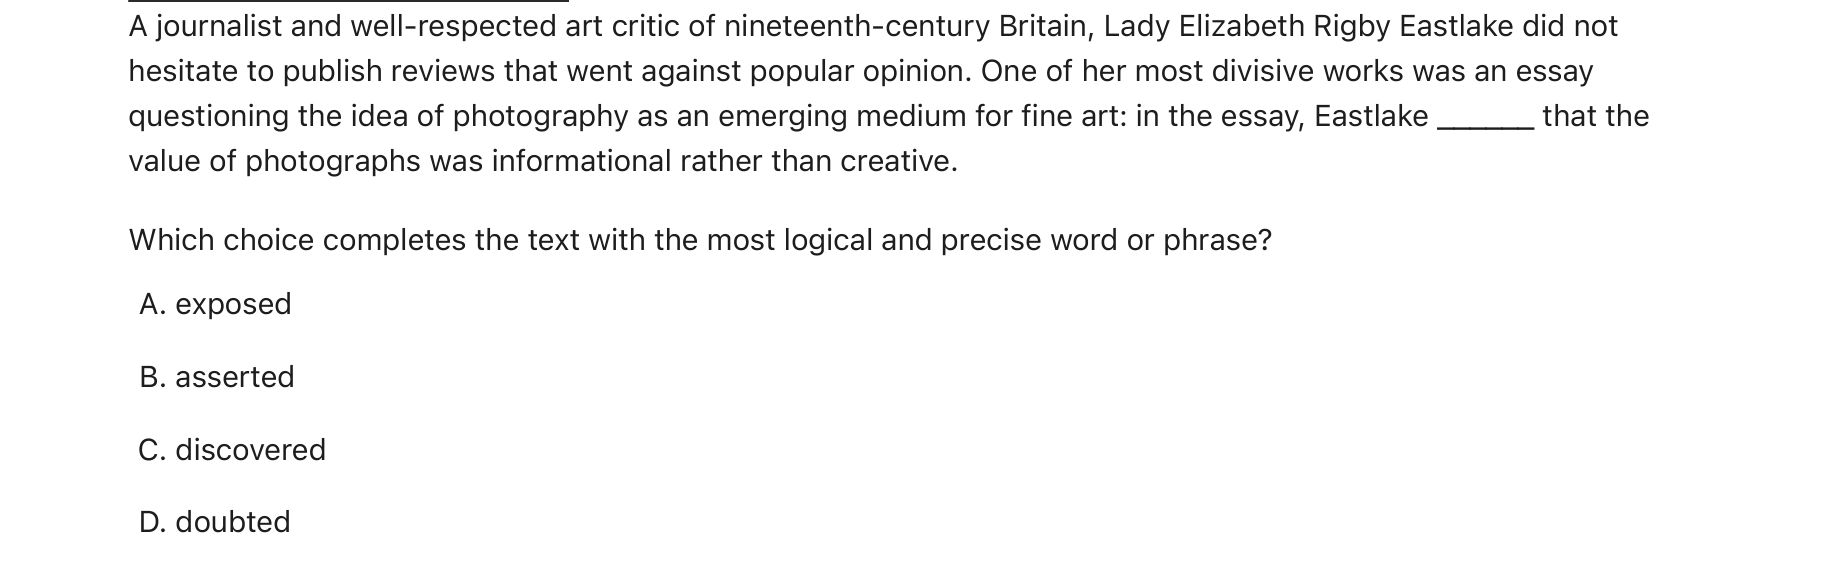 A journalist and well-respected art critic of nineteenth-century Britain, Lady Elizabeth Rigby Eastlake did not
hesitate to publish reviews that went against popular opinion. One of her most divisive works was an essay
questioning the idea of photography as an emerging medium for fine art: in the essay, Eastlake ______ that the
value of photographs was informational rather than creative.
Which choice completes the text with the most logical and precise word or phrase?
A. exposed
B. asserted
C. discovered
D. doubted